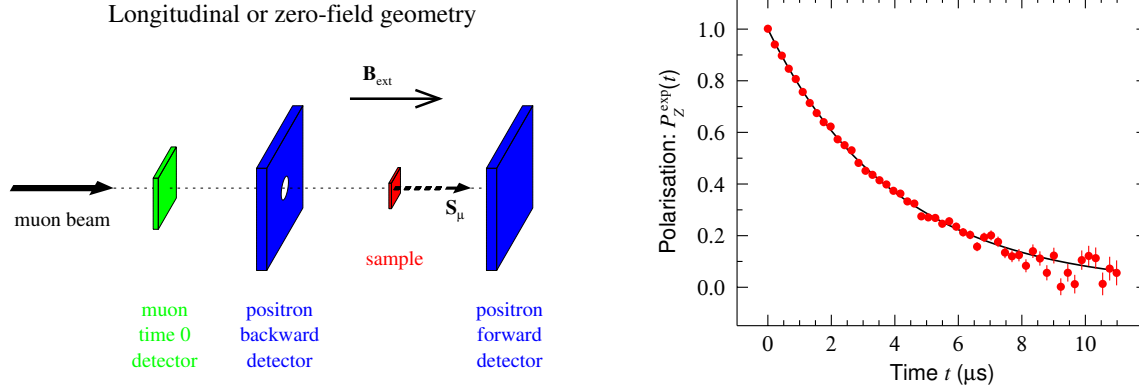 Longitudinal or zero-field geometry
B_ext
muon beam
S_μ
sample
muon
time 0
detector
positron
backward
detector
positron
forward
detector
Polarisation: P_Z^exp(t)
1.0
0.8
0.6
0.4
0.2
0.0
0 2 4 6 8 10
Time t (μs)